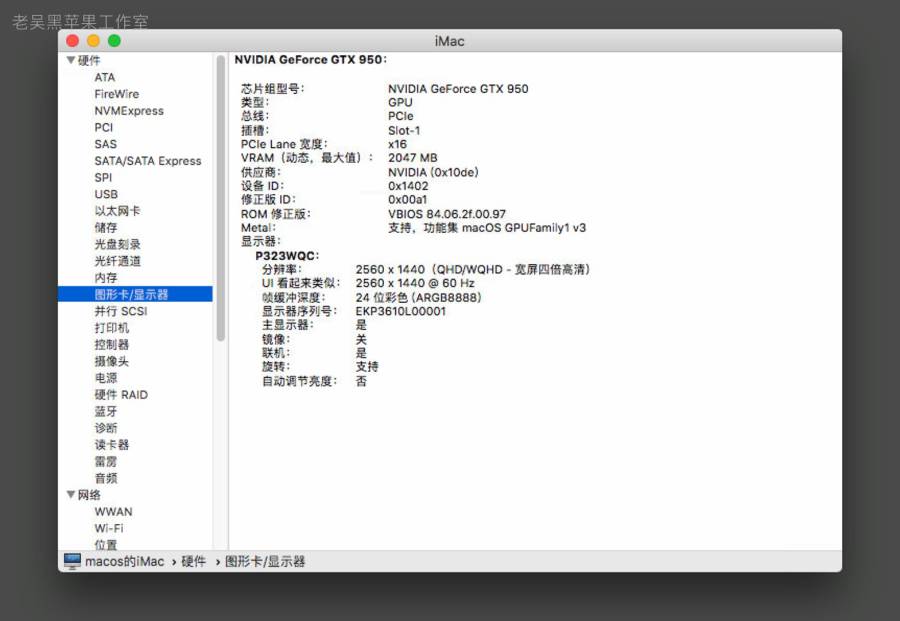 老吴黑苹果工作室
iMac
硬件
ATA
FireWire
NVMExpress
PCI
SAS
SATA/SATA Express
SPI
USB
以太网卡
储存
光盘刻录
光纤通道
内存
图形卡/显示器
并行 SCSI
打印机
控制器
摄像头
电源
硬件 RAID
蓝牙
诊断
读卡器
雷雳
音频
网络
WWAN
Wi-Fi
位置
NVIDIA GeForce GTX 950：
芯片组型号： NVIDIA GeForce GTX 950
类型： GPU
总线： PCIe
插槽： Slot-1
PCIe Lane 宽度： x16
VRAM（动态，最大值）： 2047 MB
供应商： NVIDIA (0x10de)
设备 ID： 0x1402
修正版 ID： 0x00a1
ROM 修正版： VBIOS 84.06.2f.00.97
Metal： 支持，功能集 macOS GPUFamily1 v3
显示器：
P323WQC：
分辨率： 2560 x 1440（QHD/WQHD - 宽屏四倍高清）
UI 看起来类似： 2560 x 1440 @ 60 Hz
帧缓冲深度： 24 位彩色 (ARGB8888)
显示器序列号： EKP3610L00001
主显示器： 是
镜像： 关
联机： 是
旋转： 支持
自动调节亮度： 否
macos的iMac › 硬件 › 图形卡/显示器